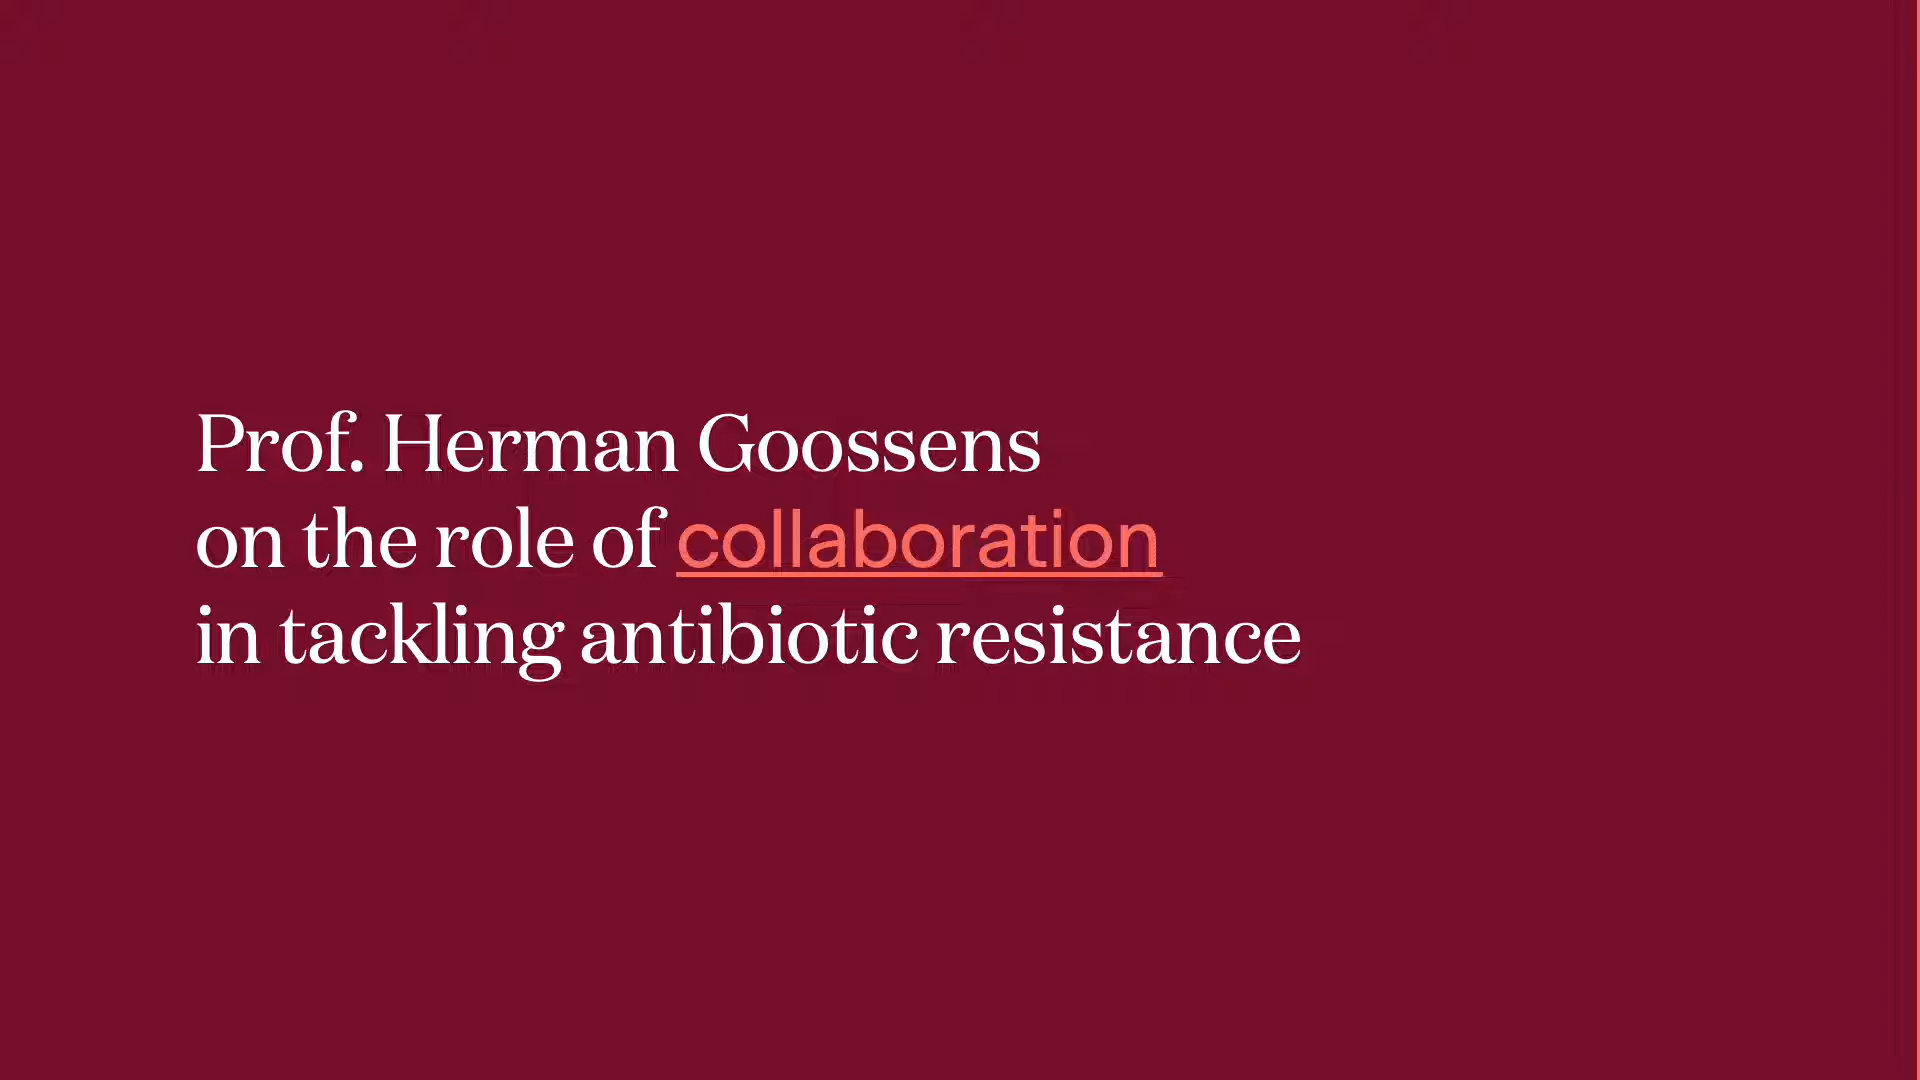 Prof. Herman Goossens
on the role of collaboration
in tackling antibiotic resistance